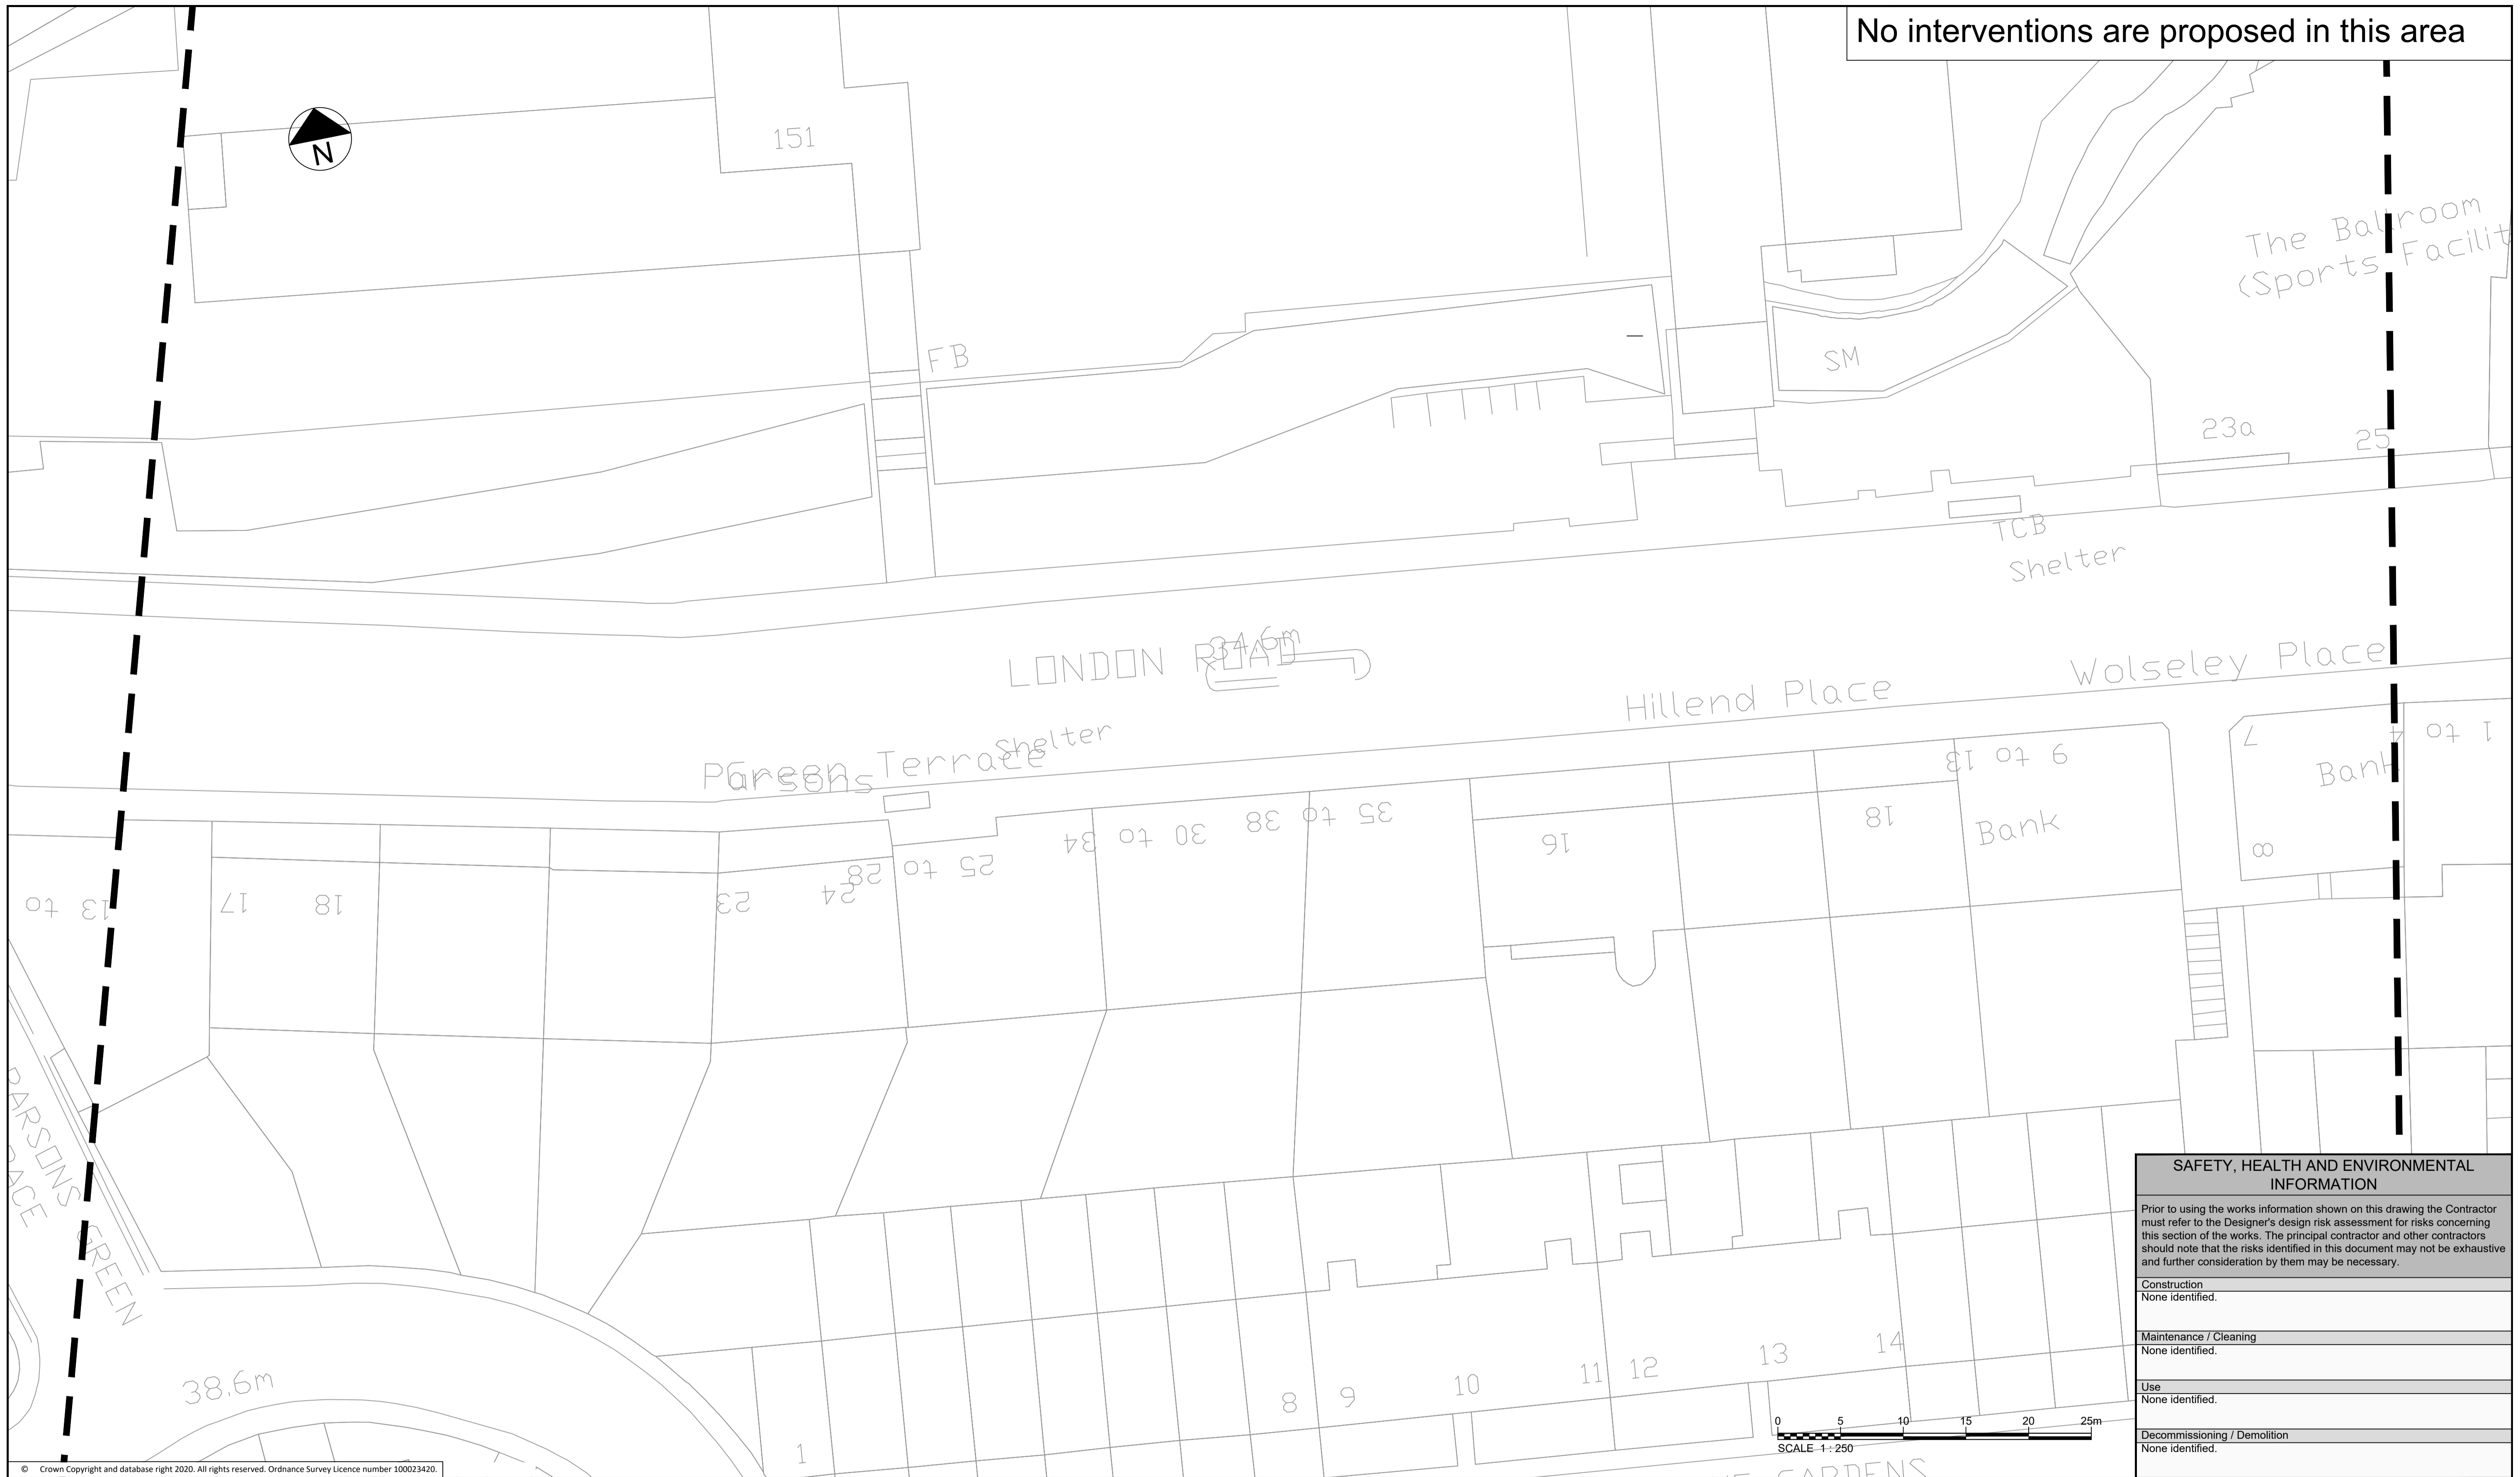 No interventions are proposed in this area
N
151
The Ballroom
(Sports Facilit
FB
SM
23a
25
TCB
Shelter
LONDON ROAD
34.6m
Wolseley Place
Hillend Place
Shelter
Parsons
Green Terrace
1 to 4
7
Bank
8
9 to 13
Bank
18
16
35 to 38
30 to 34
25 to 28
24
23
18
17
13 to
PARSONS GREEN
38.6m
1
8
9
10
11
12
13
14
0 5 10 15 20 25m
SCALE 1 : 250
GARDENS
SAFETY, HEALTH AND ENVIRONMENTAL
INFORMATION
Prior to using the works information shown on this drawing the Contractor
must refer to the Designer's design risk assessment for risks concerning
this section of the works. The principal contractor and other contractors
should note that the risks identified in this document may not be exhaustive
and further consideration by them may be necessary.
Construction
None identified.
Maintenance / Cleaning
None identified.
Use
None identified.
Decommissioning / Demolition
None identified.
© Crown Copyright and database right 2020. All rights reserved. Ordnance Survey Licence number 100023420.